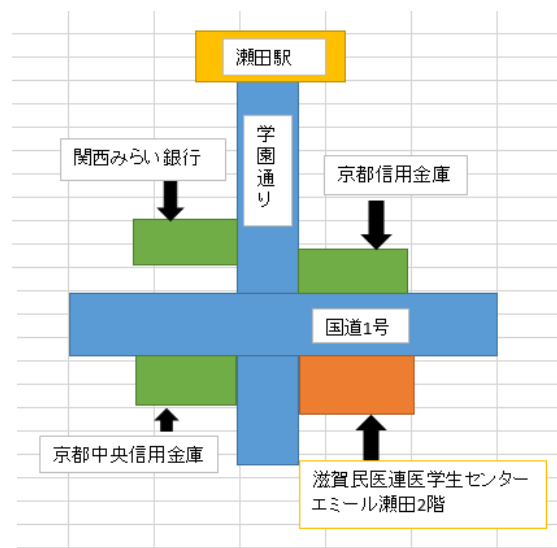 瀬田駅
学園通り
関西みらい銀行
京都信用金庫
国道1号
京都中央信用金庫
滋賀民医連医学生センター
エミール瀬田2階